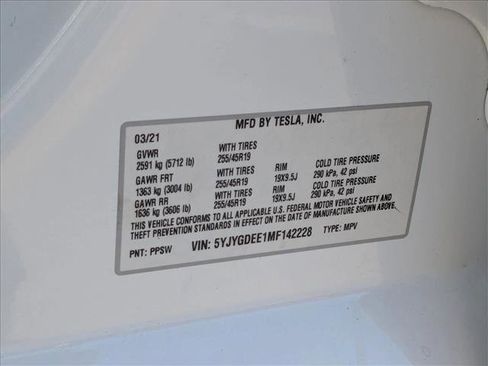 MFD BY TESLA, INC.
03/21
GVWR WITH TIRES
2591 kg (5712 lb) 255/45R19
GAWR FRT WITH TIRES RIM COLD TIRE PRESSURE
1363 kg (3004 lb) 255/45R19 19X9.5J 290 kPa, 42 psi
GAWR RR WITH TIRES RIM COLD TIRE PRESSURE
1636 kg (3606 lb) 255/45R19 19X9.5J 290 kPa, 42 psi
THIS VEHICLE CONFORMS TO ALL APPLICABLE U.S. FEDERAL MOTOR VEHICLE SAFETY AND
THEFT PREVENTION STANDARDS IN EFFECT ON THE DATE OF MANUFACTURE SHOWN ABOVE.
PNT: PPSW VIN: 5YJYGDEE1MF142228 TYPE: MPV